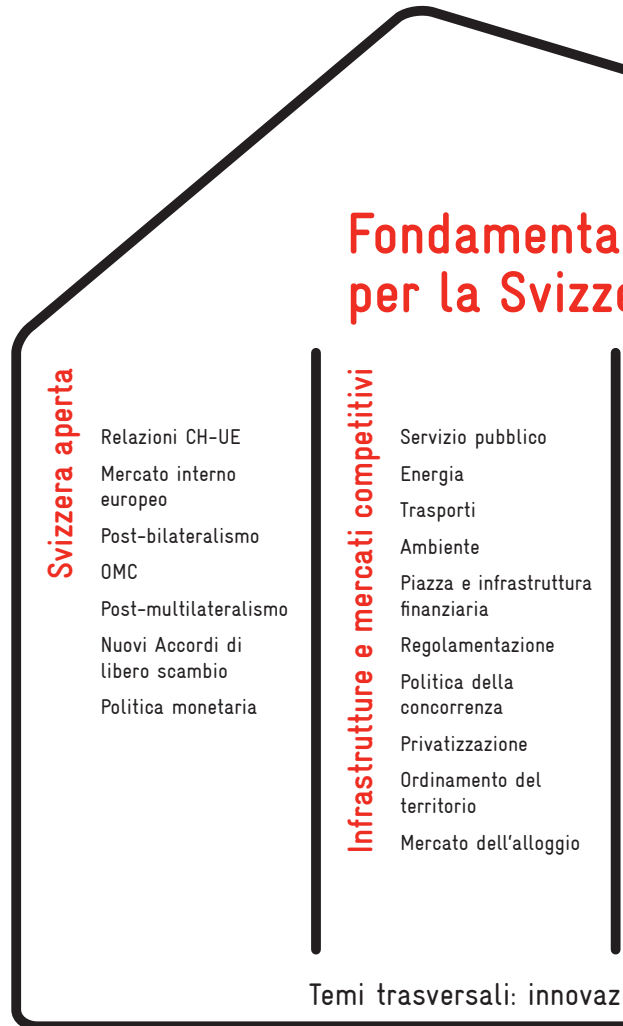 Fondamenta
per la Svizze
Svizzera aperta
Relazioni CH-UE
Mercato interno
europeo
Post-bilateralismo
OMC
Post-multilateralismo
Nuovi Accordi di
libero scambio
Politica monetaria
Infrastrutture e mercati competitivi
Servizio pubblico
Energia
Trasporti
Ambiente
Piazza e infrastruttura
finanziaria
Regolamentazione
Politica della
concorrenza
Privatizzazione
Ordinamento del
territorio
Mercato dell'alloggio
Temi trasversali: innovaz